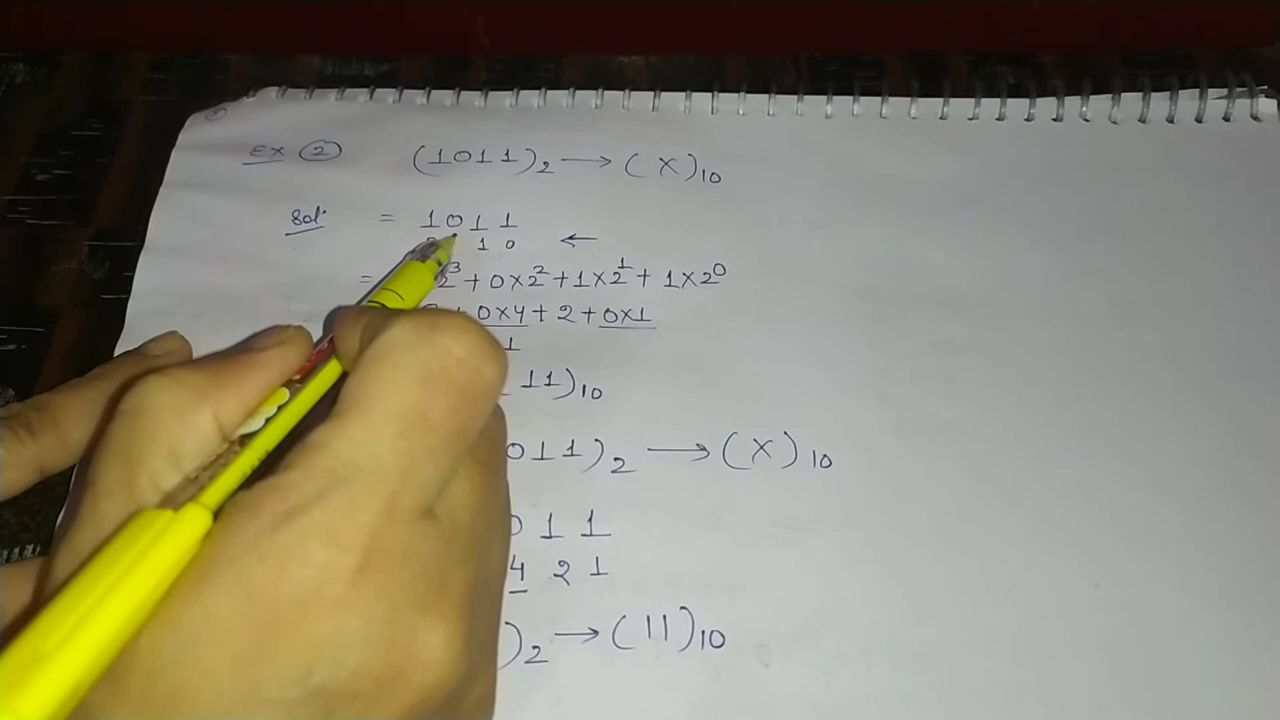 Ex ② (1011)₂ → (x)₁₀
Sol. = 1 0 1 1
1 0 ←
= 2³ + 0×2² + 1×2¹ + 1×2⁰
+ 0×4 + 2 + 0×1
1
11)₁₀
011)₂ → (x)₁₀
0 1 1
4 2 1
)₂ → (11)₁₀